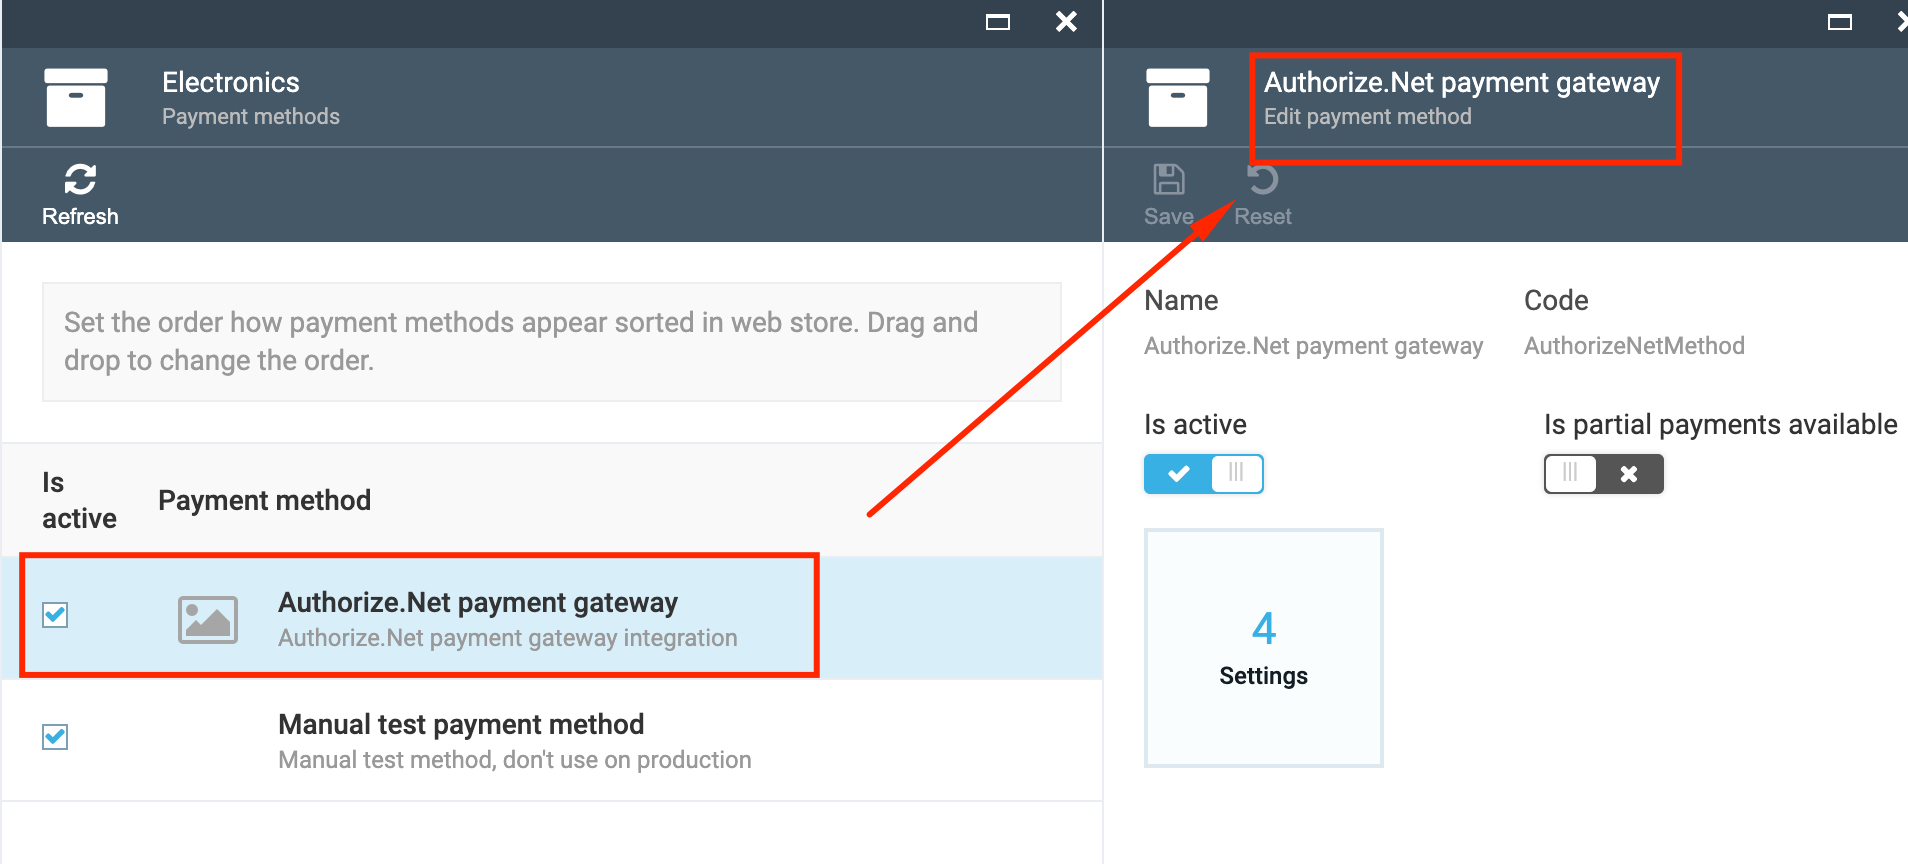 Electronics
Payment methods
Refresh
Set the order how payment methods appear sorted in web store. Drag and
drop to change the order.
Is
active
Payment method
Authorize.Net payment gateway
Authorize.Net payment gateway integration
Manual test payment method
Manual test method, don't use on production
Authorize.Net payment gateway
Edit payment method
Save
Reset
Name
Code
Authorize.Net payment gateway
AuthorizeNetMethod
Is active
Is partial payments available
4
Settings